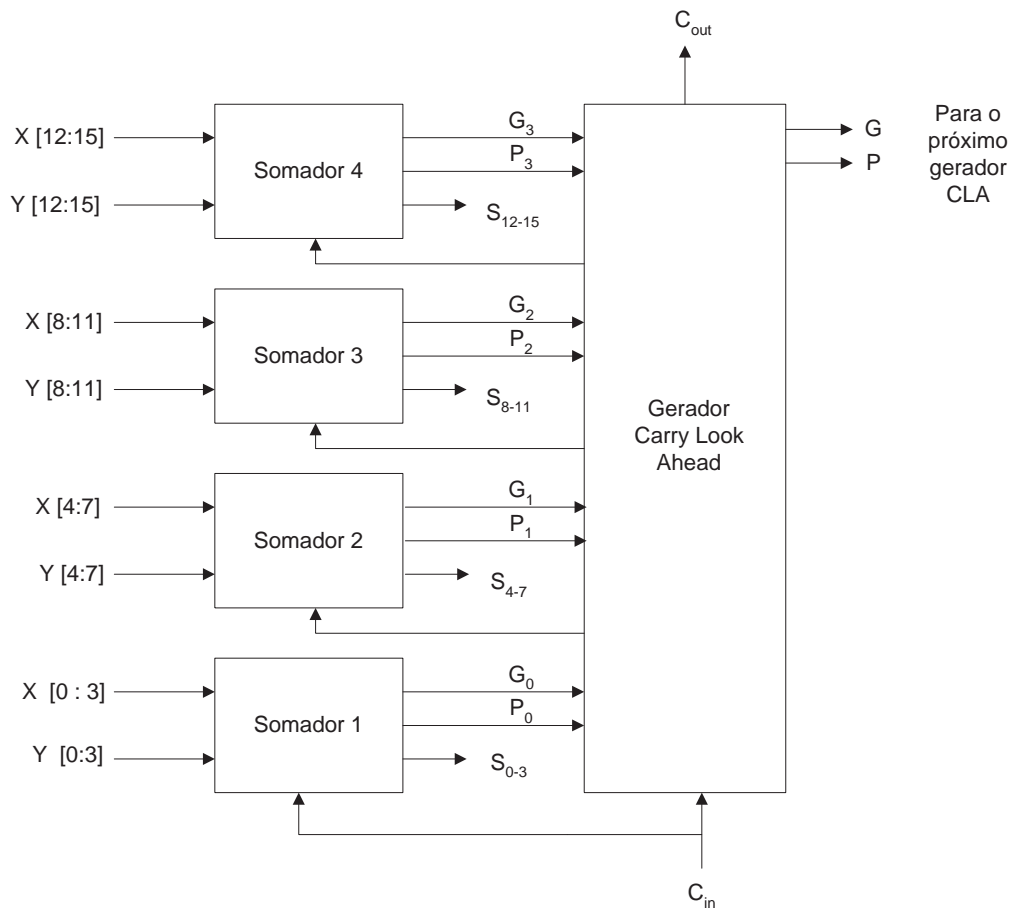 C_out
X [12:15]
Y [12:15]
Somador 4
G_3
P_3
S_12-15
G
P
Para o
próximo
gerador
CLA
X [8:11]
Y [8:11]
Somador 3
G_2
P_2
S_8-11
Gerador
Carry Look
Ahead
X [4:7]
Y [4:7]
Somador 2
G_1
P_1
S_4-7
X [0 : 3]
Y [0:3]
Somador 1
G_0
P_0
S_0-3
C_in